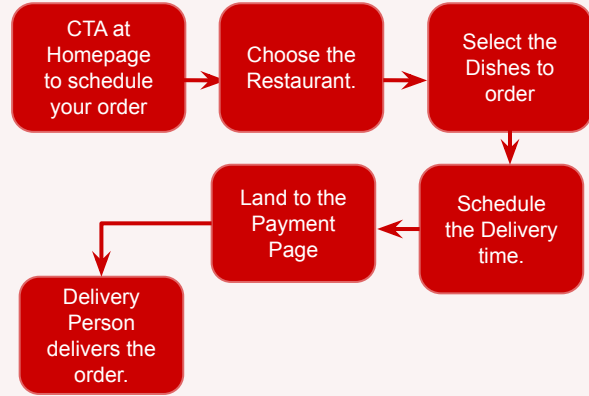 CTA at
Homepage
to schedule
your order
Choose the
Restaurant.
Select the
Dishes to
order
Schedule
the Delivery
time.
Land to the
Payment
Page
Delivery
Person
delivers the
order.